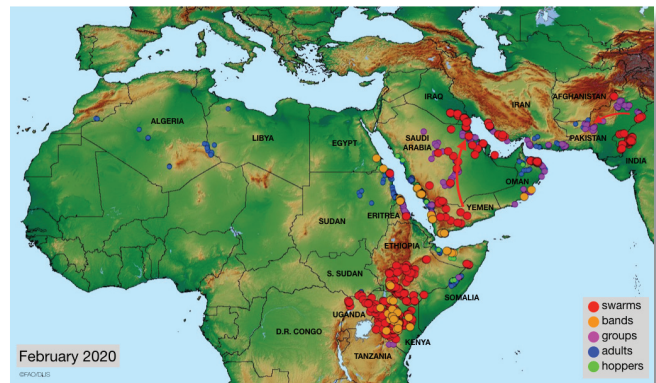 IRAQ
AFGHANISTAN
IRAN
ALGERIA
LIBYA
EGYPT
SAUDI
ARABIA
PAKISTAN
INDIA
OMAN
YEMEN
SUDAN
ERITREA
ETHIOPIA
S. SUDAN
SOMALIA
UGANDA
D.R. CONGO
KENYA
TANZANIA
swarms
bands
groups
adults
hoppers
February 2020
©FAO/DLIS